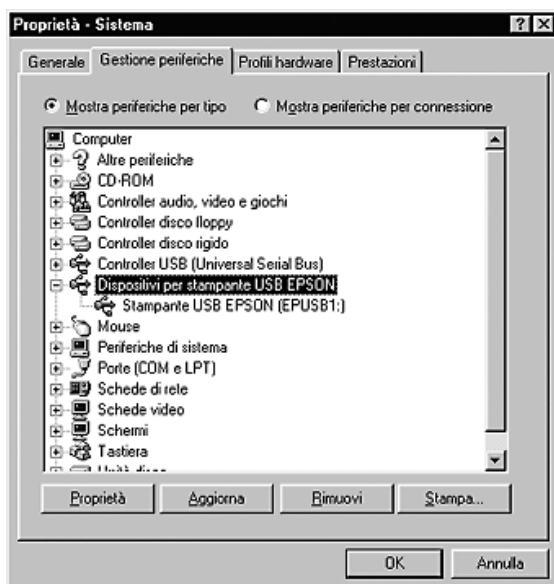 Proprietà - Sistema
Generale Gestione periferiche Profili hardware Prestazioni
Mostra periferiche per tipo Mostra periferiche per connessione
Computer
Altre periferiche
CD-ROM
Controller audio, video e giochi
Controller disco floppy
Controller disco rigido
Controller USB (Universal Serial Bus)
Dispositivi per stampante USB EPSON
Stampante USB EPSON (EPUSB1:)
Mouse
Periferiche di sistema
Porte (COM e LPT)
Schede di rete
Schede video
Schermi
Tastiera
Unità disco
Proprietà Aggiorna Rimuovi Stampa...
OK Annulla